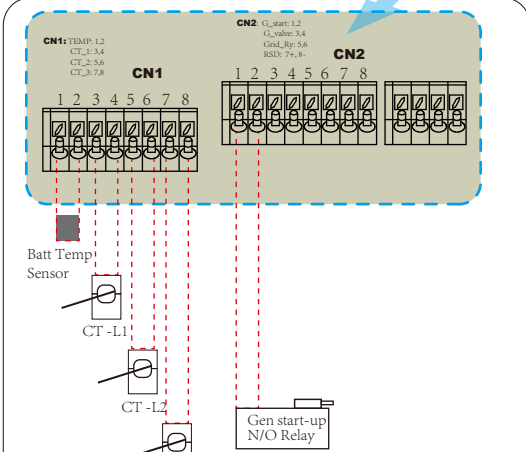 CN1: TEMP: 1,2
CT_1: 3,4
CT_2: 5,6
CT_3: 7,8
CN1
1 2 3 4 5 6 7 8
CN2: G_start: 1,2
G_valve: 3,4
Grid_Ry: 5,6
RSD: 7+, 8-
CN2
1 2 3 4 5 6 7 8
Batt Temp
Sensor
CT -L1
CT -L2
Gen start-up
N/O Relay